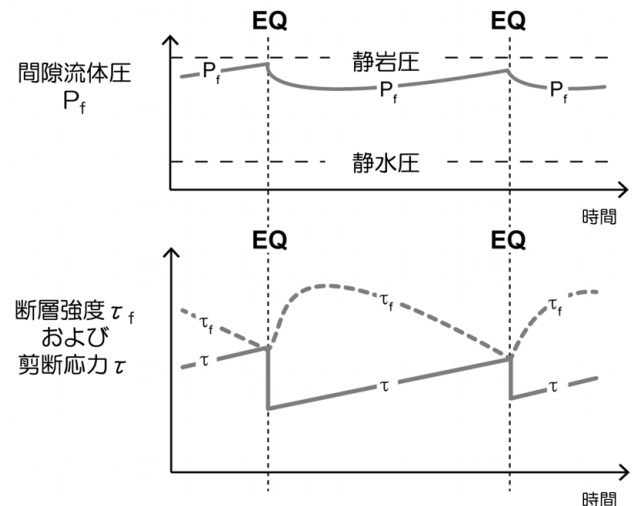 EQ
EQ
間隙流体圧
Pf
静岩圧
Pf
Pf
Pf
静水圧
時間
EQ
EQ
断層強度τf
および
剪断応力τ
τf
τf
τf
τ
τ
τ
時間